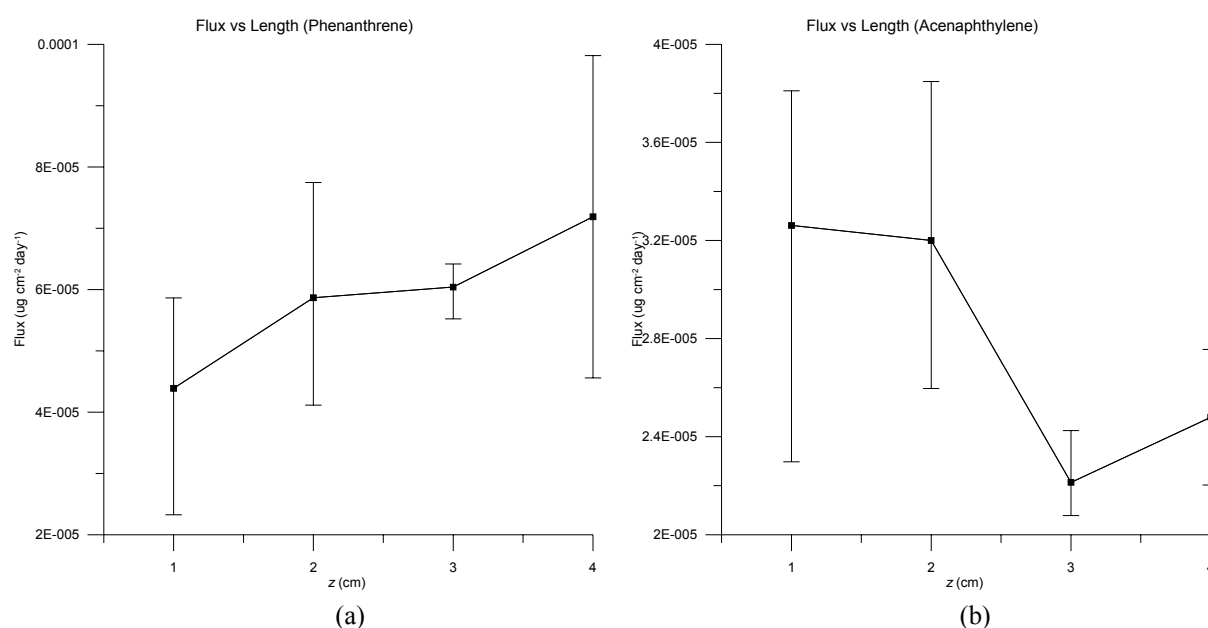 Flux vs Length (Phenanthrene)
0.0001
8E-005
6E-005
4E-005
2E-005
Flux (ug cm⁻² day⁻¹)
1 2 3 4
z (cm)
(a)
Flux vs Length (Acenaphthylene)
4E-005
3.6E-005
3.2E-005
2.8E-005
2.4E-005
2E-005
Flux (ug cm⁻² day⁻¹)
1 2 3
z (cm)
(b)